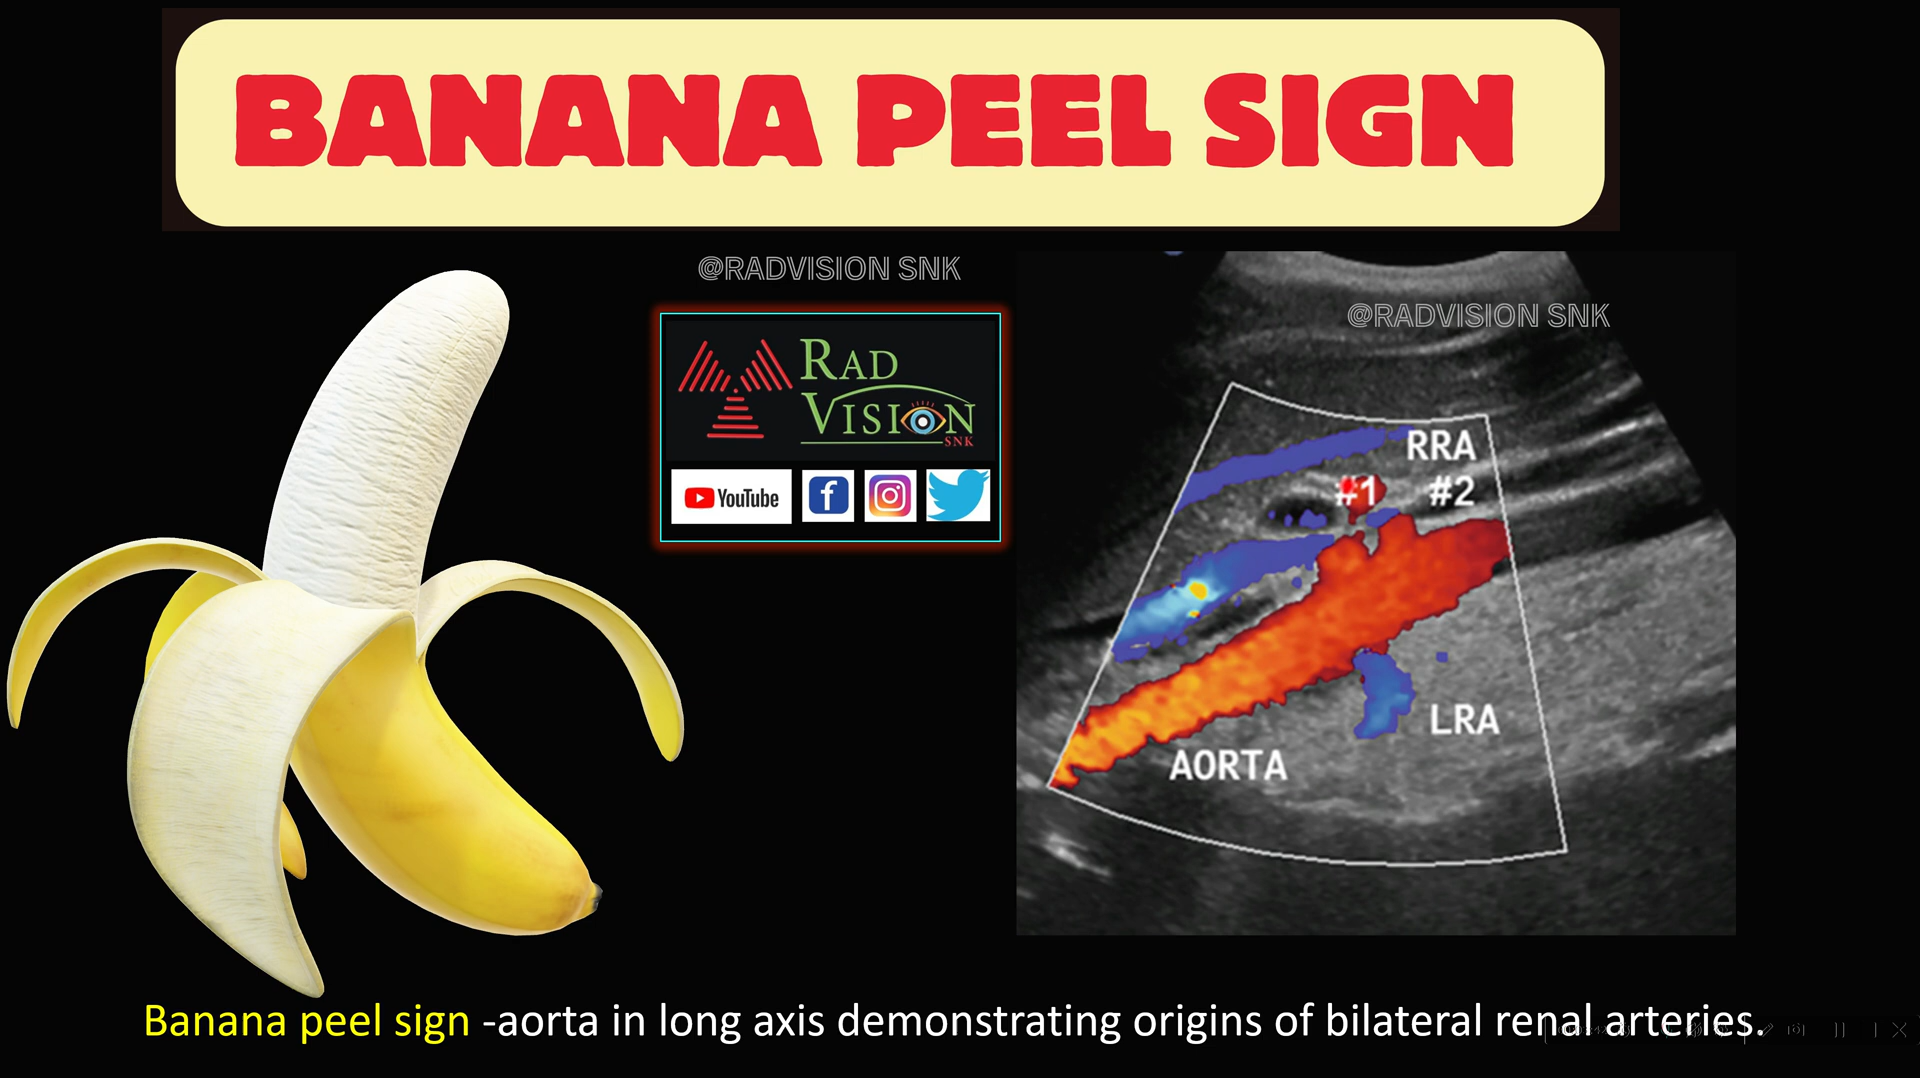 BANANA PEEL SIGN
@RADVISION SNK
@RADVISION SNK
RAD
VISION
SNK
YouTube
f
RRA
#1 #2
LRA
AORTA
Banana peel sign -aorta in long axis demonstrating origins of bilateral renal arteries.